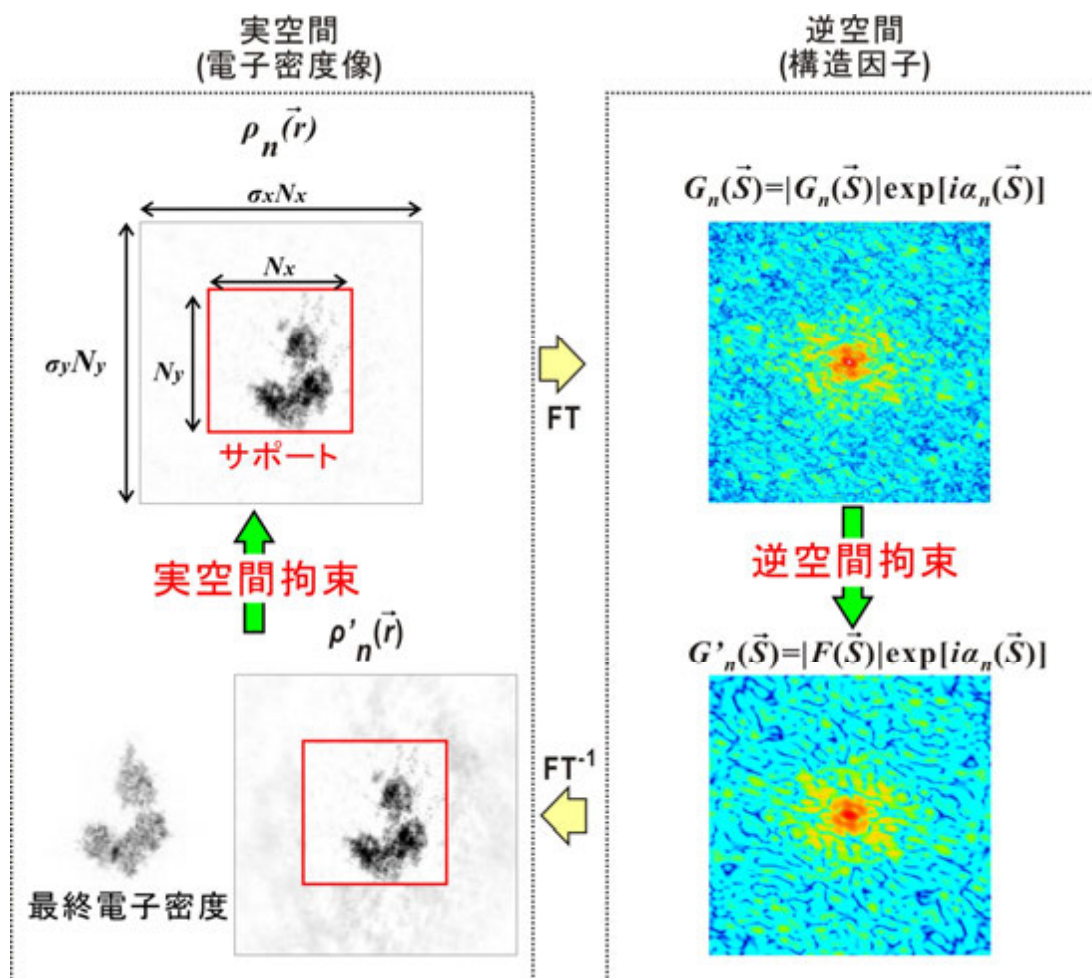 実空間
(電子密度像)
ρn(r⃗)
σxNx
Nx
σyNy
Ny
サポート
実空間拘束
ρ'n(r⃗)
最終電子密度
FT
FT⁻¹
逆空間
(構造因子)
Gn(S⃗)=|Gn(S⃗)|exp[iαn(S⃗)]
逆空間拘束
G'n(S⃗)=|F(S⃗)|exp[iαn(S⃗)]